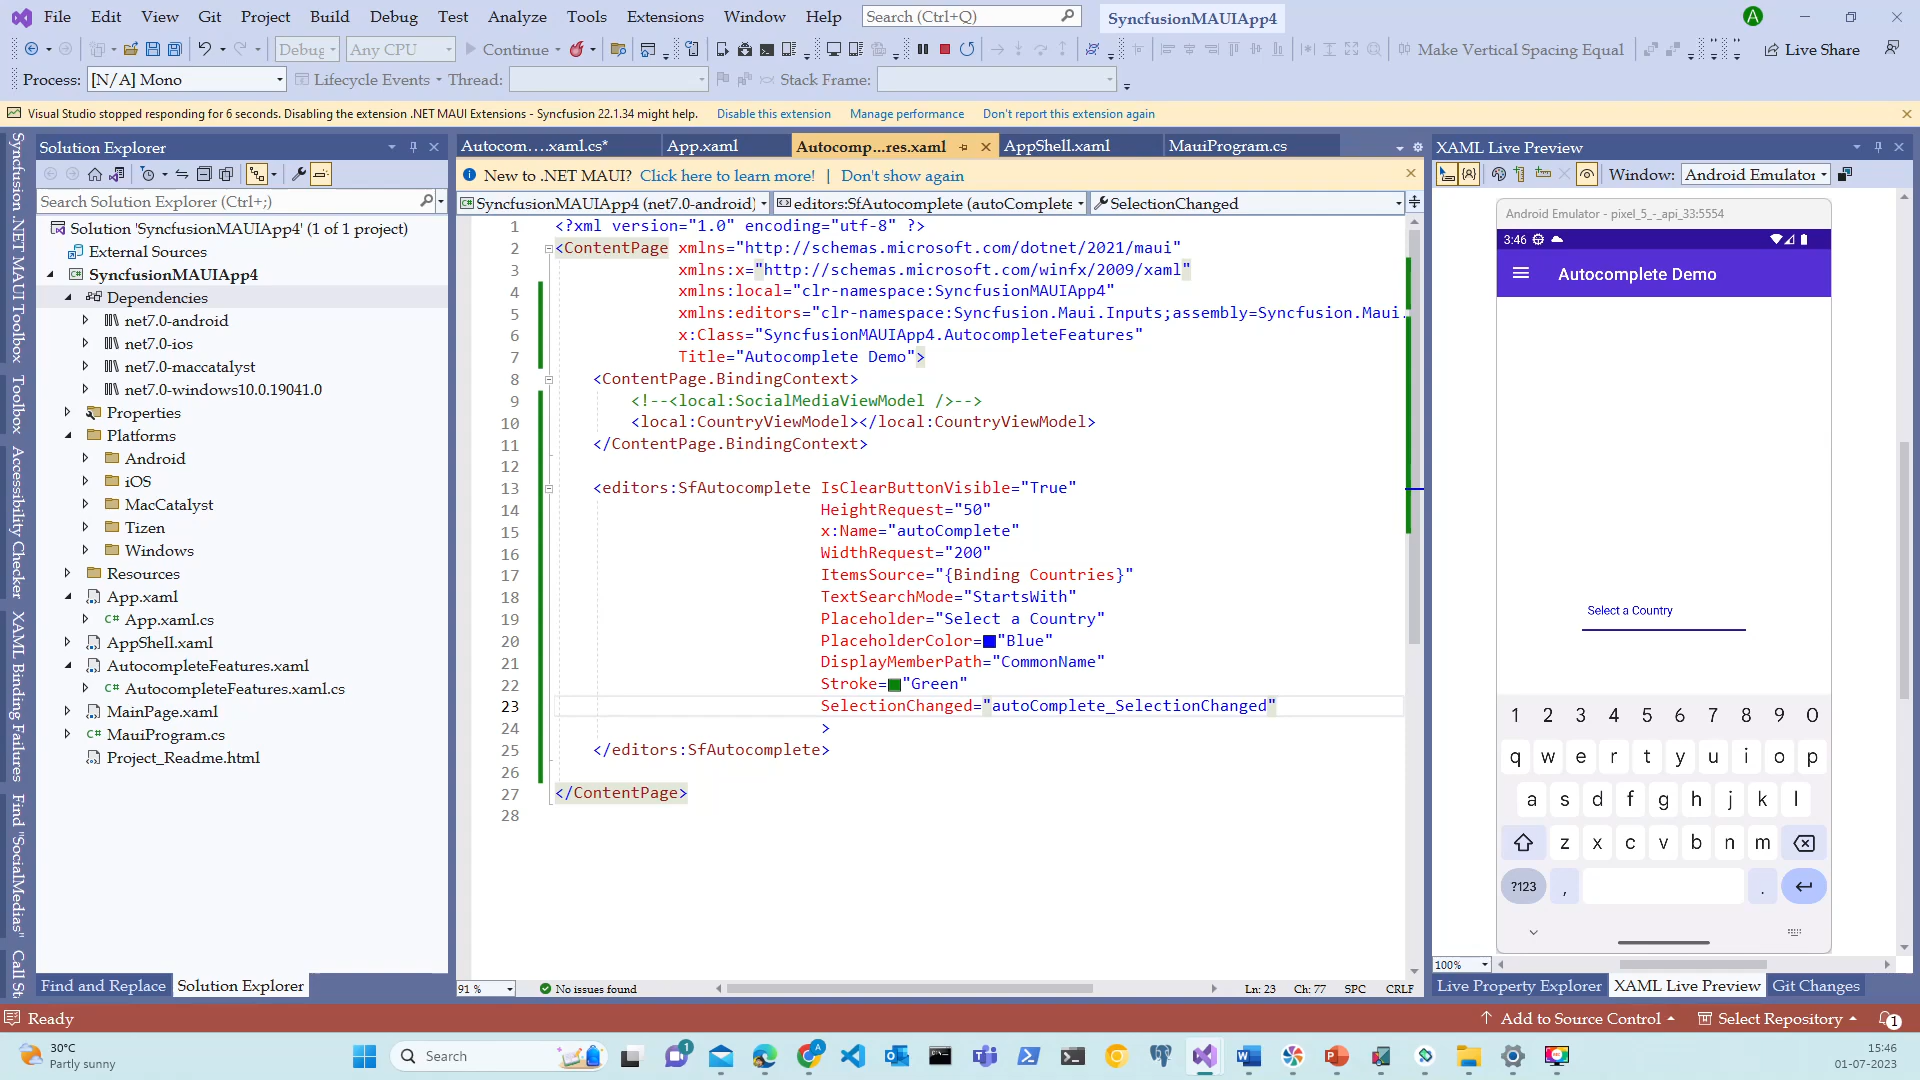 File Edit View Git Project Build Debug Test Analyze Tools Extensions Window Help Search (Ctrl+Q) SyncfusionMAUIApp4 A
Debug Any CPU Continue Make Vertical Spacing Equal Live Share
Process: [N/A] Mono Lifecycle Events Thread: Stack Frame:
Visual Studio stopped responding for 6 seconds. Disabling the extension .NET MAUI Extensions - Syncfusion 22.1.34 might help. Disable this extension Manage performance Don't report this extension again
Syncfusion .NET MAUI Toolbox
Toolbox
Accessibility Checker
XAML Binding Failures
Find "SocialMedias"
Call St
Solution Explorer
Search Solution Explorer (Ctrl+;)
Solution 'SyncfusionMAUIApp4' (1 of 1 project)
External Sources
SyncfusionMAUIApp4
Dependencies
net7.0-android
net7.0-ios
net7.0-maccatalyst
net7.0-windows10.0.19041.0
Properties
Platforms
Android
iOS
MacCatalyst
Tizen
Windows
Resources
App.xaml
C# App.xaml.cs
AppShell.xaml
AutocompleteFeatures.xaml
C# AutocompleteFeatures.xaml.cs
MainPage.xaml
C# MauiProgram.cs
Project_Readme.html
Find and Replace Solution Explorer
Autocom....xaml.cs* App.xaml Autocomp...res.xaml AppShell.xaml MauiProgram.cs
New to .NET MAUI? Click here to learn more! | Don't show again
SyncfusionMAUIApp4 (net7.0-android) editors:SfAutocomplete (autoComplete SelectionChanged
1 <?xml version="1.0" encoding="utf-8" ?>
2 <ContentPage xmlns="http://schemas.microsoft.com/dotnet/2021/maui"
3 xmlns:x="http://schemas.microsoft.com/winfx/2009/xaml"
4 xmlns:local="clr-namespace:SyncfusionMAUIApp4"
5 xmlns:editors="clr-namespace:Syncfusion.Maui.Inputs;assembly=Syncfusion.Maui.
6 x:Class="SyncfusionMAUIApp4.AutocompleteFeatures"
7 Title="Autocomplete Demo">
8 <ContentPage.BindingContext>
9 <!--<local:SocialMediaViewModel />-->
10 <local:CountryViewModel></local:CountryViewModel>
11 </ContentPage.BindingContext>
12
13 <editors:SfAutocomplete IsClearButtonVisible="True"
14 HeightRequest="50"
15 x:Name="autoComplete"
16 WidthRequest="200"
17 ItemsSource="{Binding Countries}"
18 TextSearchMode="StartsWith"
19 Placeholder="Select a Country"
20 PlaceholderColor="Blue"
21 DisplayMemberPath="CommonName"
22 Stroke="Green"
23 SelectionChanged="autoComplete_SelectionChanged"
24 >
25 </editors:SfAutocomplete>
26
27 </ContentPage>
28
91 % No issues found Ln: 23 Ch: 77 SPC CRLF
XAML Live Preview
Window: Android Emulator
Android Emulator - pixel_5_-_api_33:5554
3:46
Autocomplete Demo
Select a Country
1 2 3 4 5 6 7 8 9 0
q w e r t y u i o p
a s d f g h j k l
z x c v b n m
?123 , .
100%
Live Property Explorer XAML Live Preview Git Changes
Ready Add to Source Control Select Repository 1
30°C
Partly sunny
Search
1
A
15:46
01-07-2023